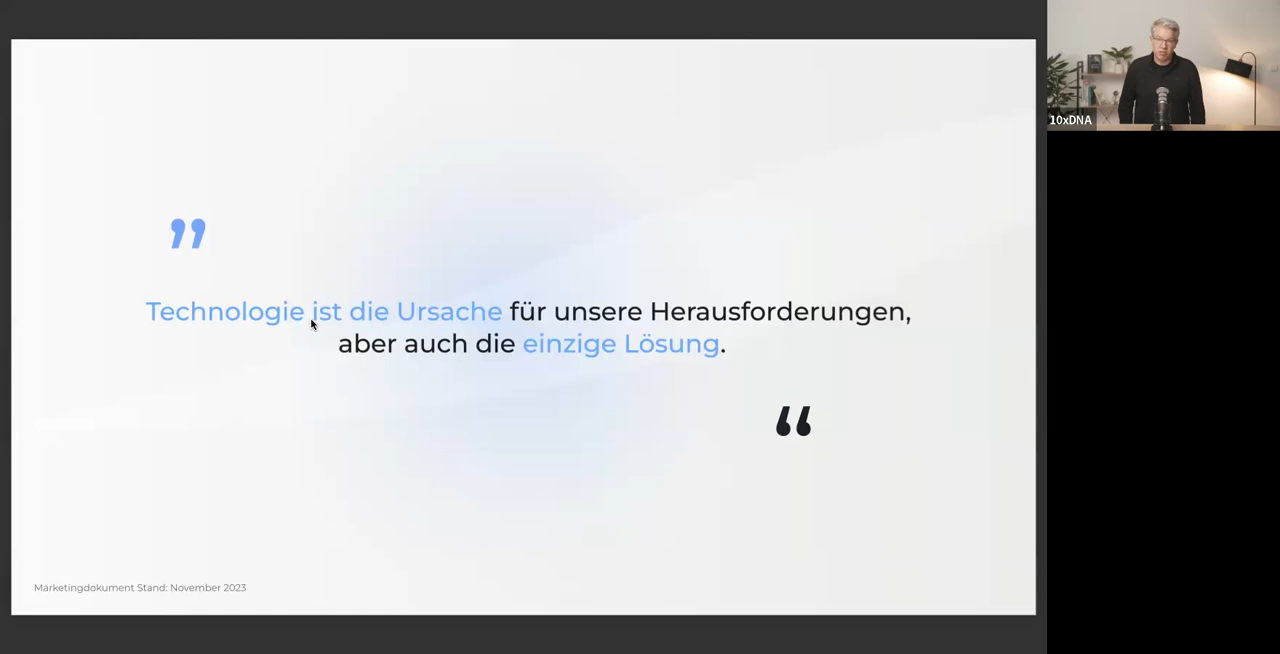 ”
Technologie ist die Ursache für unsere Herausforderungen,
aber auch die einzige Lösung.
“
Marketingdokument Stand: November 2023
10xDNA